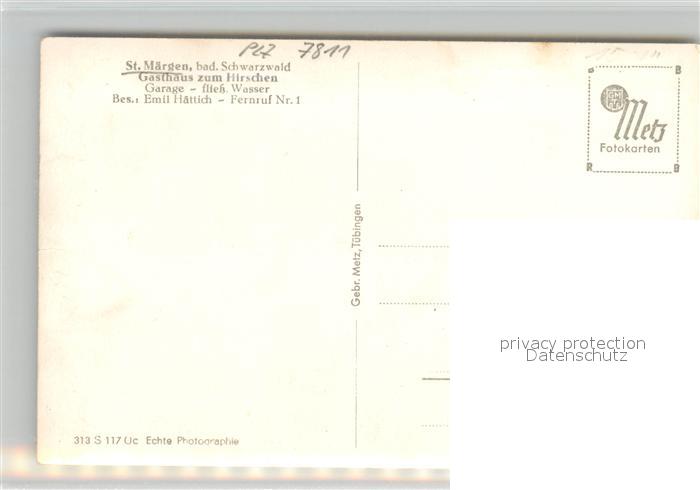 PLZ 7811
St. Märgen, bad. Schwarzwald
Gasthaus zum Hirschen
Garage – fließ. Wasser
Bes.: Emil Hättich – Fernruf Nr. 1
B
Metz
Fotokarten
R B
Gebr. Metz, Tübingen
privacy protection
Datenschutz
313 S 117 Uc Echte Photographie